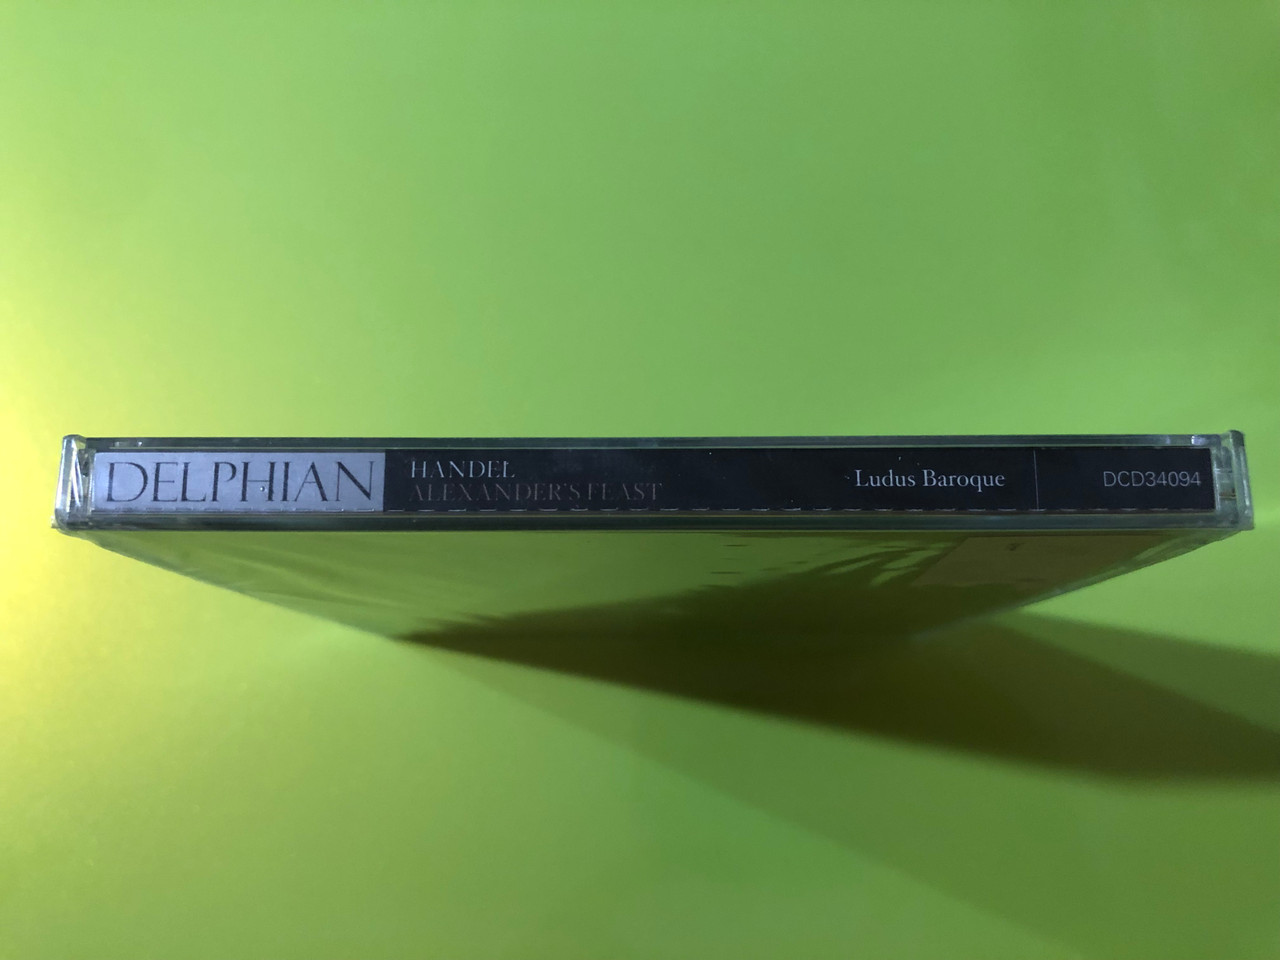 DELPHIAN
HANDEL
ALEXANDER'S FEAST
Ludus Baroque
DCD34094